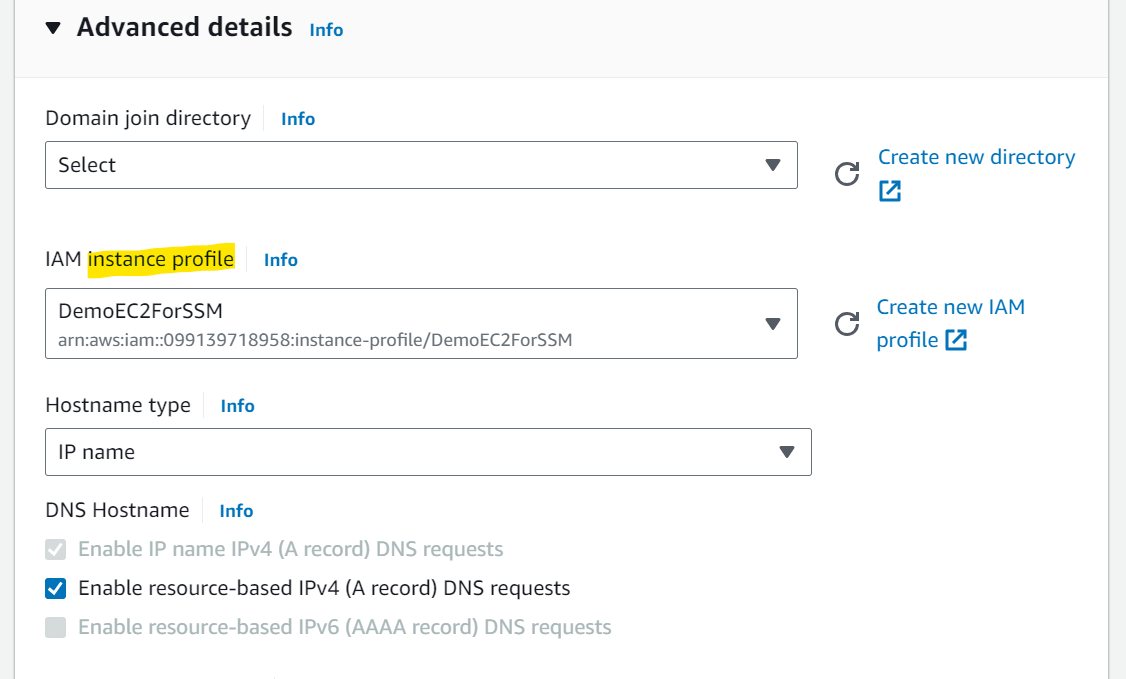 Advanced details Info
Domain join directory Info
Select
Create new directory
IAM instance profile Info
DemoEC2ForSSM
arn:aws:iam::099139718958:instance-profile/DemoEC2ForSSM
Create new IAM
profile
Hostname type Info
IP name
DNS Hostname Info
Enable IP name IPv4 (A record) DNS requests
Enable resource-based IPv4 (A record) DNS requests
Enable resource-based IPv6 (AAAA record) DNS requests